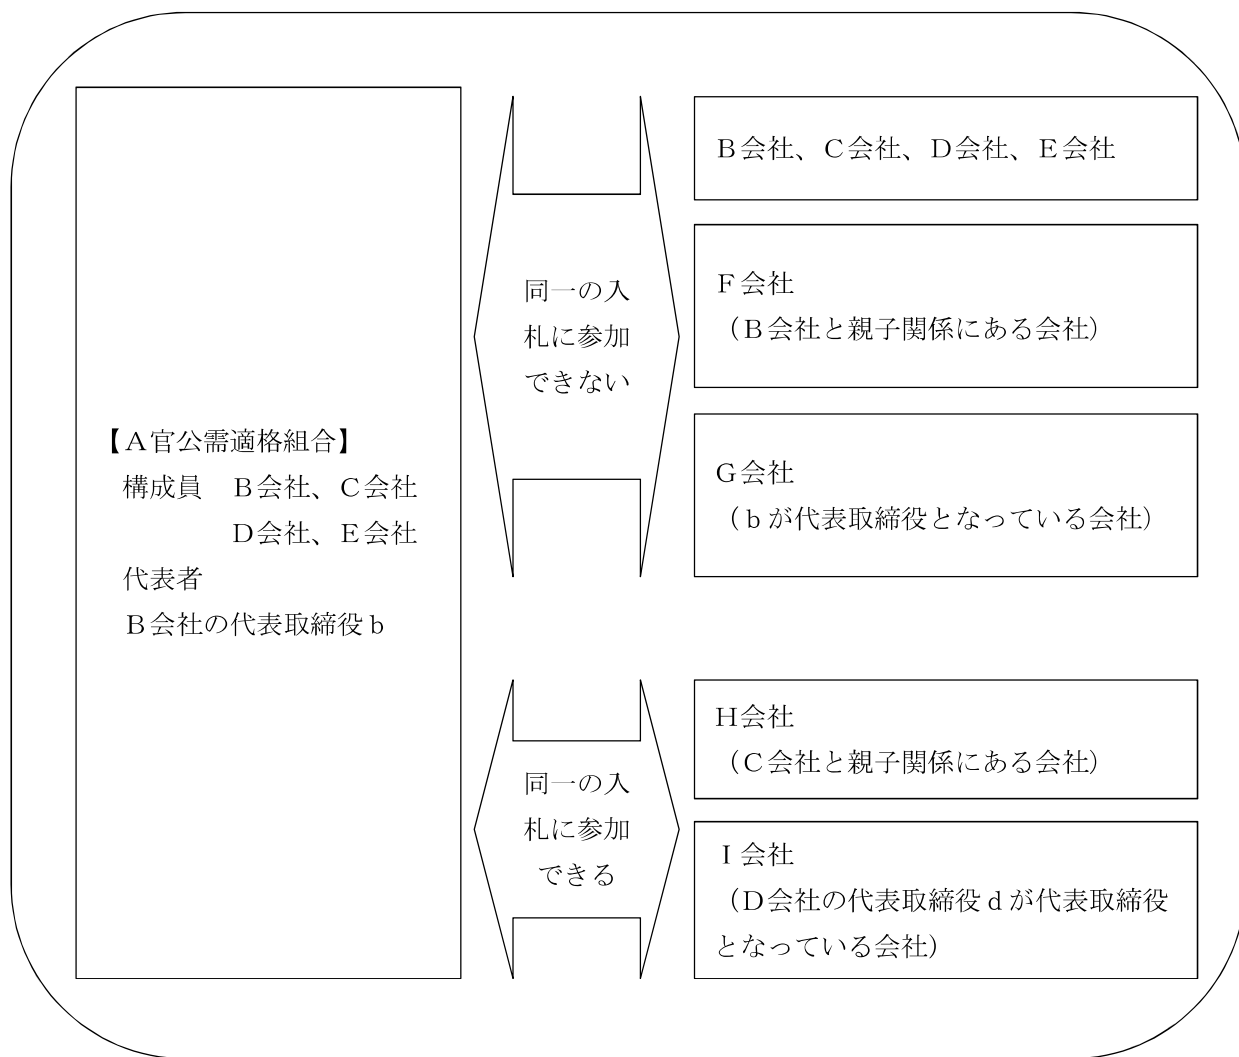 【Ａ官公需適格組合】
構成員　Ｂ会社、Ｃ会社
Ｄ会社、Ｅ会社
代表者
Ｂ会社の代表取締役ｂ
同一の入
札に参加
できない
Ｂ会社、Ｃ会社、Ｄ会社、Ｅ会社
Ｆ会社
（Ｂ会社と親子関係にある会社）
Ｇ会社
（ｂが代表取締役となっている会社）
同一の入
札に参加
できる
Ｈ会社
（Ｃ会社と親子関係にある会社）
Ｉ会社
（Ｄ会社の代表取締役ｄが代表取締役
となっている会社）